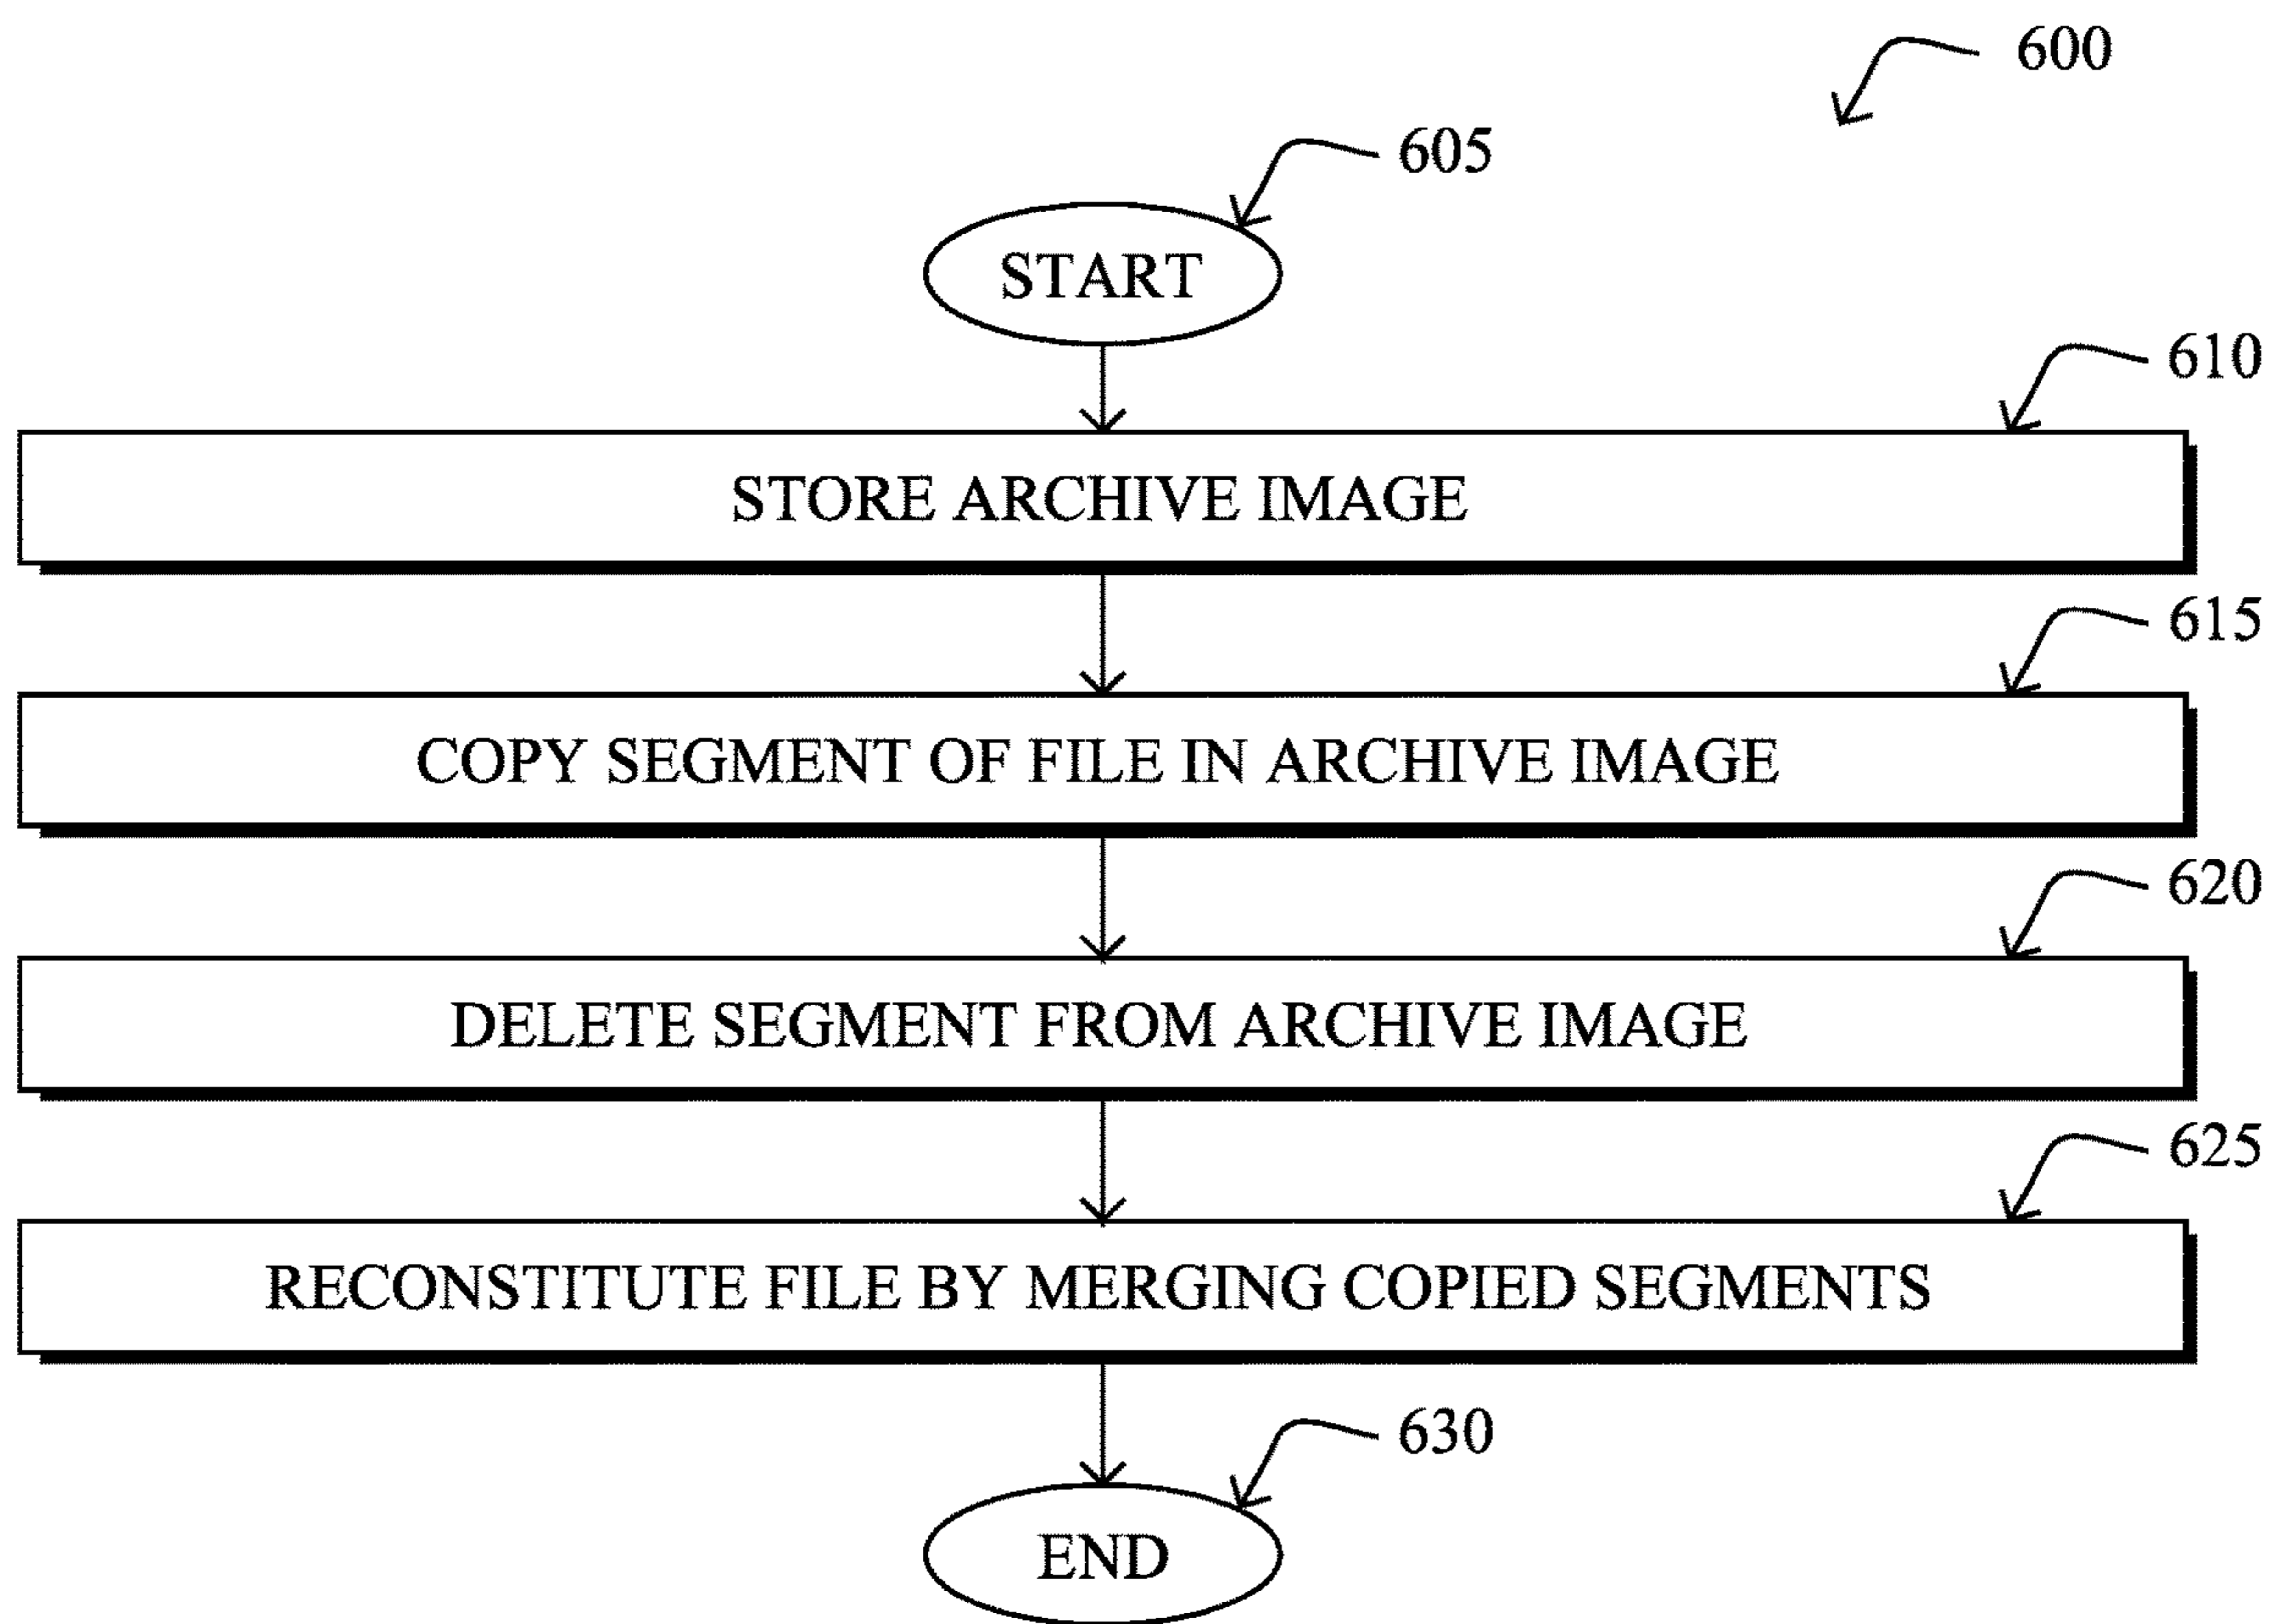 600
605
START
610
STORE ARCHIVE IMAGE
615
COPY SEGMENT OF FILE IN ARCHIVE IMAGE
620
DELETE SEGMENT FROM ARCHIVE IMAGE
625
RECONSTITUTE FILE BY MERGING COPIED SEGMENTS
630
END